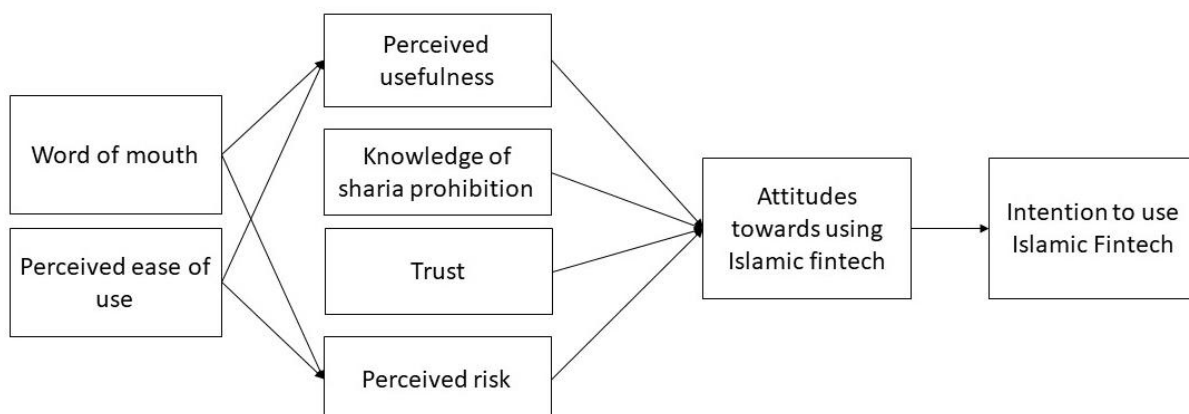 Word of mouth
Perceived ease of
use
Perceived
usefulness
Knowledge of
sharia prohibition
Trust
Perceived risk
Attitudes
towards using
Islamic fintech
Intention to use
Islamic Fintech